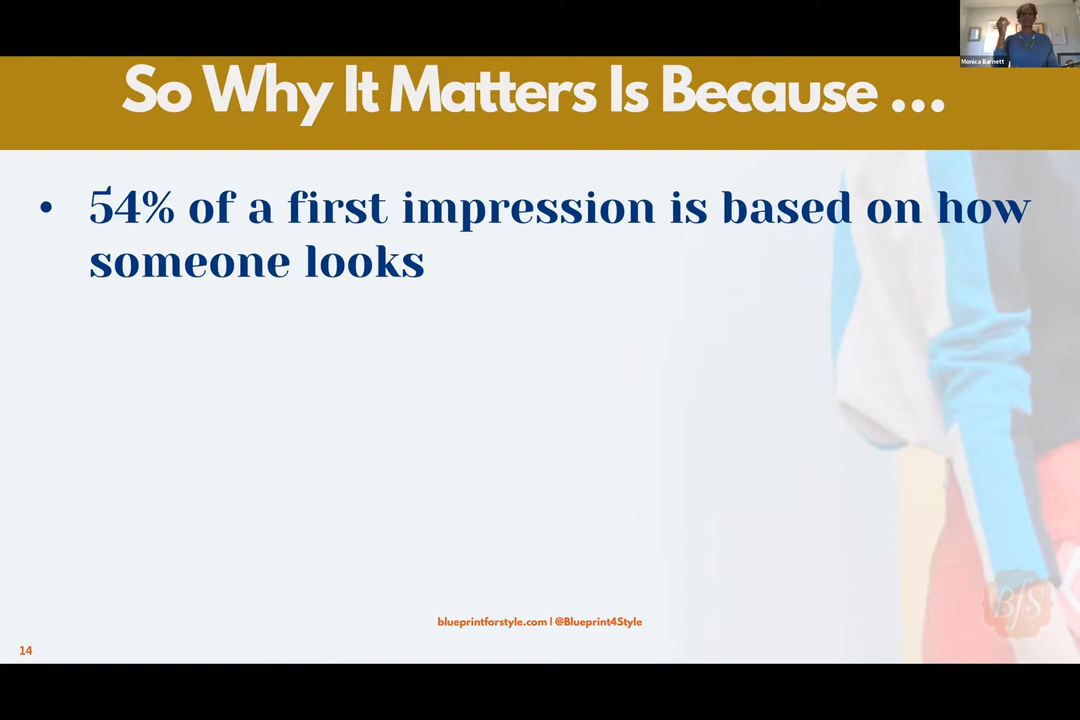 Monica Barnett
So Why It Matters Is Because ...
• 54% of a first impression is based on how
someone looks
BfS
blueprintforstyle.com | @Blueprint4Style
14